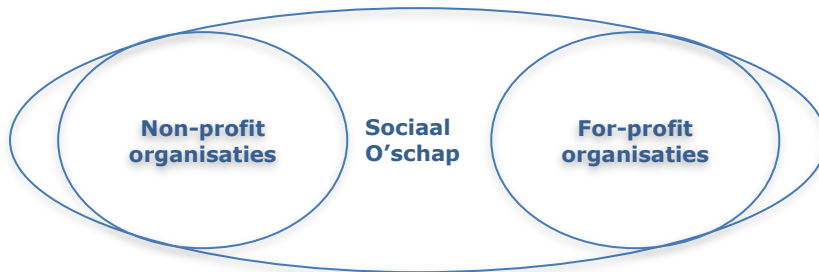 Non-profit
organisaties
Sociaal
O’schap
For-profit
organisaties